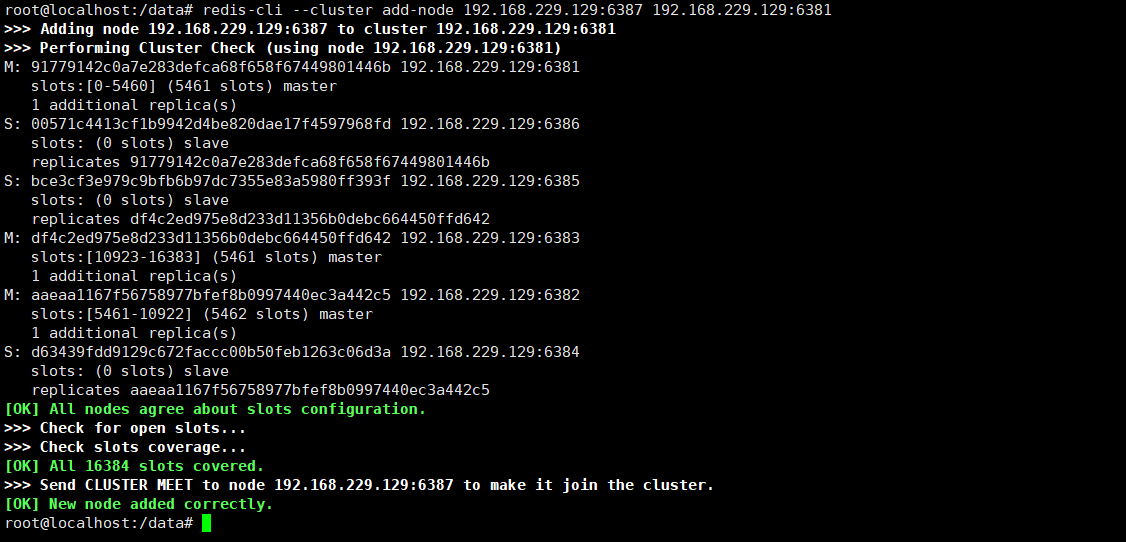 root@localhost:/data# redis-cli --cluster add-node 192.168.229.129:6387 192.168.229.129:6381
>>> Adding node 192.168.229.129:6387 to cluster 192.168.229.129:6381
>>> Performing Cluster Check (using node 192.168.229.129:6381)
M: 91779142c0a7e283defca68f658f67449801446b 192.168.229.129:6381
   slots:[0-5460] (5461 slots) master
   1 additional replica(s)
S: 00571c4413cf1b9942d4be820dae17f4597968fd 192.168.229.129:6386
   slots: (0 slots) slave
   replicates 91779142c0a7e283defca68f658f67449801446b
S: bce3cf3e979c9bfb6b97dc7355e83a5980ff393f 192.168.229.129:6385
   slots: (0 slots) slave
   replicates df4c2ed975e8d233d11356b0debc664450ffd642
M: df4c2ed975e8d233d11356b0debc664450ffd642 192.168.229.129:6383
   slots:[10923-16383] (5461 slots) master
   1 additional replica(s)
M: aaeaa1167f56758977bfef8b0997440ec3a442c5 192.168.229.129:6382
   slots:[5461-10922] (5462 slots) master
   1 additional replica(s)
S: d63439fdd9129c672faccc00b50feb1263c06d3a 192.168.229.129:6384
   slots: (0 slots) slave
   replicates aaeaa1167f56758977bfef8b0997440ec3a442c5
[OK] All nodes agree about slots configuration.
>>> Check for open slots...
>>> Check slots coverage...
[OK] All 16384 slots covered.
>>> Send CLUSTER MEET to node 192.168.229.129:6387 to make it join the cluster.
[OK] New node added correctly.
root@localhost:/data#